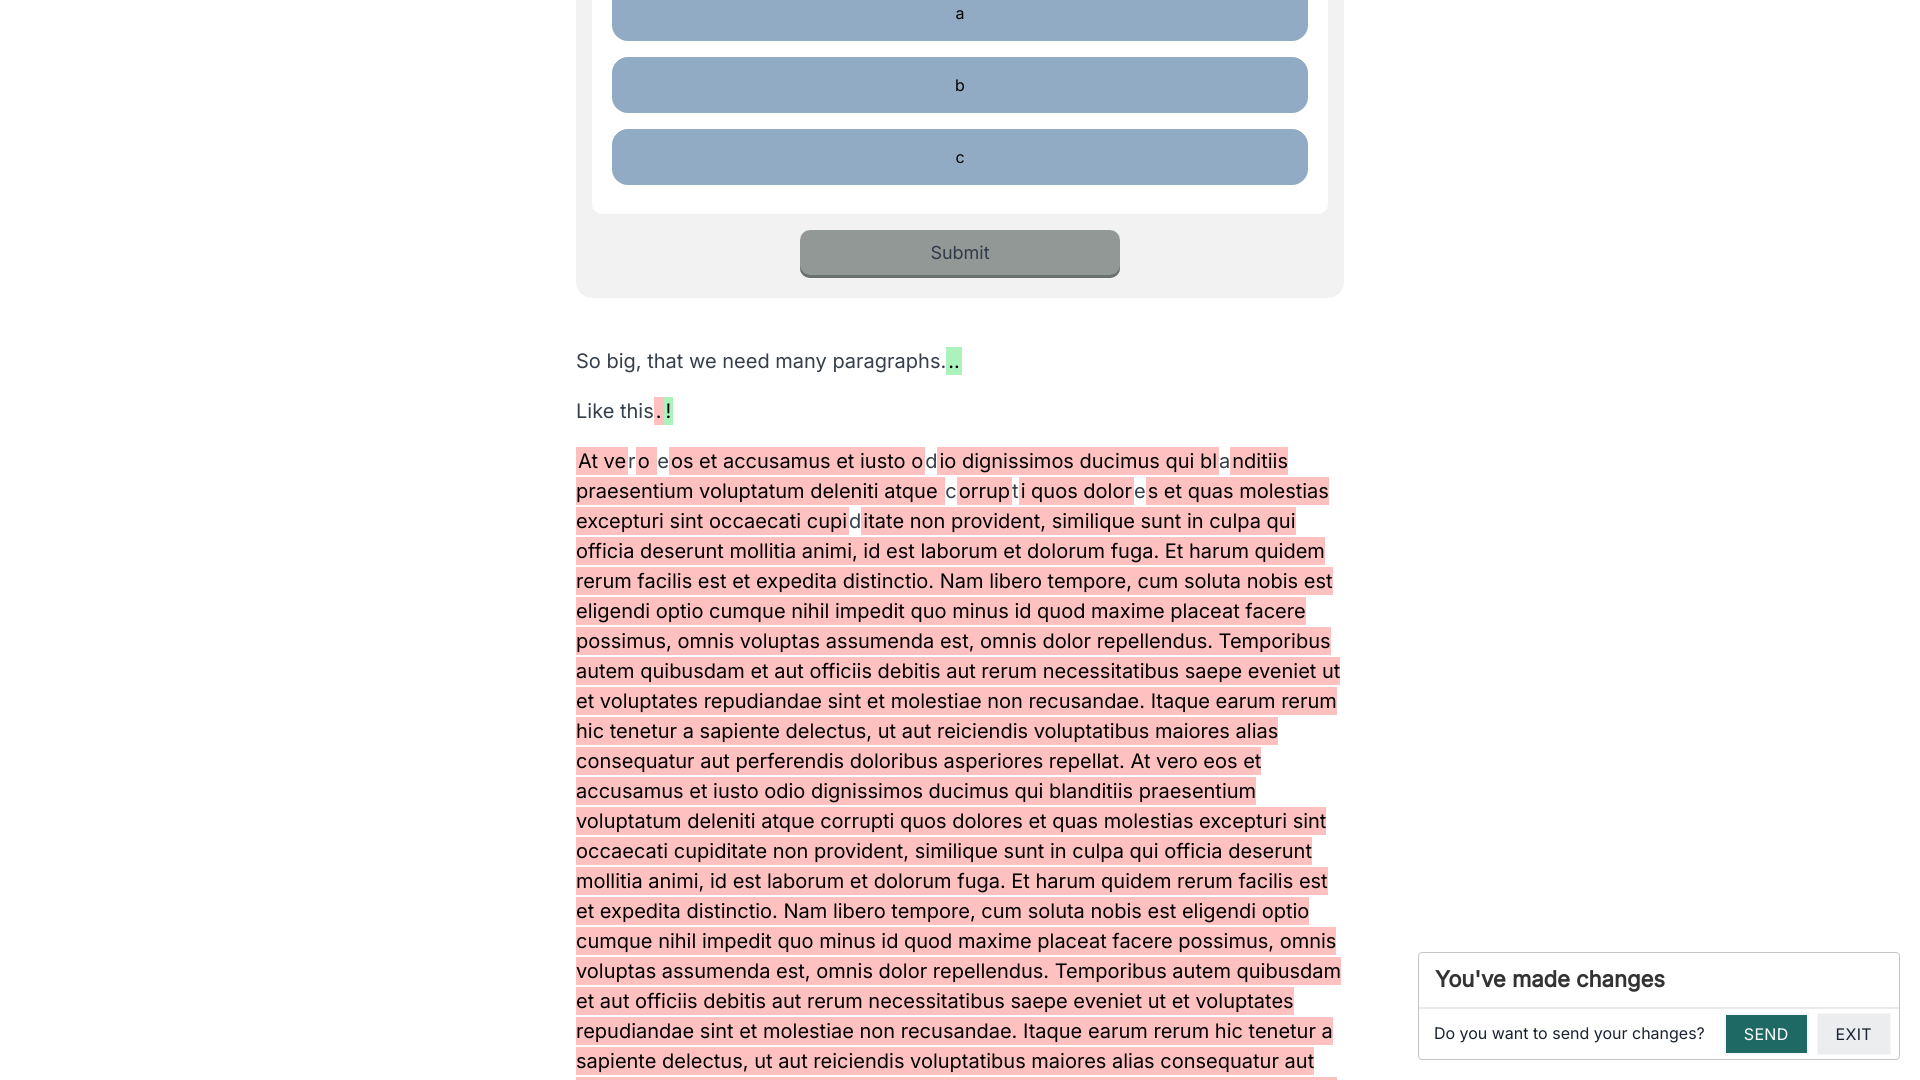 a
b
c
Submit
So big, that we need many paragraphs...
Like this.!
At vero eos et accusamus et iusto odio dignissimos ducimus qui blanditiis
praesentium voluptatum deleniti atque corrupti quos dolores et quas molestias
excepturi sint occaecati cupiditate non provident, similique sunt in culpa qui
officia deserunt mollitia animi, id est laborum et dolorum fuga. Et harum quidem
rerum facilis est et expedita distinctio. Nam libero tempore, cum soluta nobis est
eligendi optio cumque nihil impedit quo minus id quod maxime placeat facere
possimus, omnis voluptas assumenda est, omnis dolor repellendus. Temporibus
autem quibusdam et aut officiis debitis aut rerum necessitatibus saepe eveniet ut
et voluptates repudiandae sint et molestiae non recusandae. Itaque earum rerum
hic tenetur a sapiente delectus, ut aut reiciendis voluptatibus maiores alias
consequatur aut perferendis doloribus asperiores repellat. At vero eos et
accusamus et iusto odio dignissimos ducimus qui blanditiis praesentium
voluptatum deleniti atque corrupti quos dolores et quas molestias excepturi sint
occaecati cupiditate non provident, similique sunt in culpa qui officia deserunt
mollitia animi, id est laborum et dolorum fuga. Et harum quidem rerum facilis est
et expedita distinctio. Nam libero tempore, cum soluta nobis est eligendi optio
cumque nihil impedit quo minus id quod maxime placeat facere possimus, omnis
voluptas assumenda est, omnis dolor repellendus. Temporibus autem quibusdam
et aut officiis debitis aut rerum necessitatibus saepe eveniet ut et voluptates
repudiandae sint et molestiae non recusandae. Itaque earum rerum hic tenetur a
sapiente delectus, ut aut reiciendis voluptatibus maiores alias consequatur aut
You've made changes
Do you want to send your changes?
SEND
EXIT